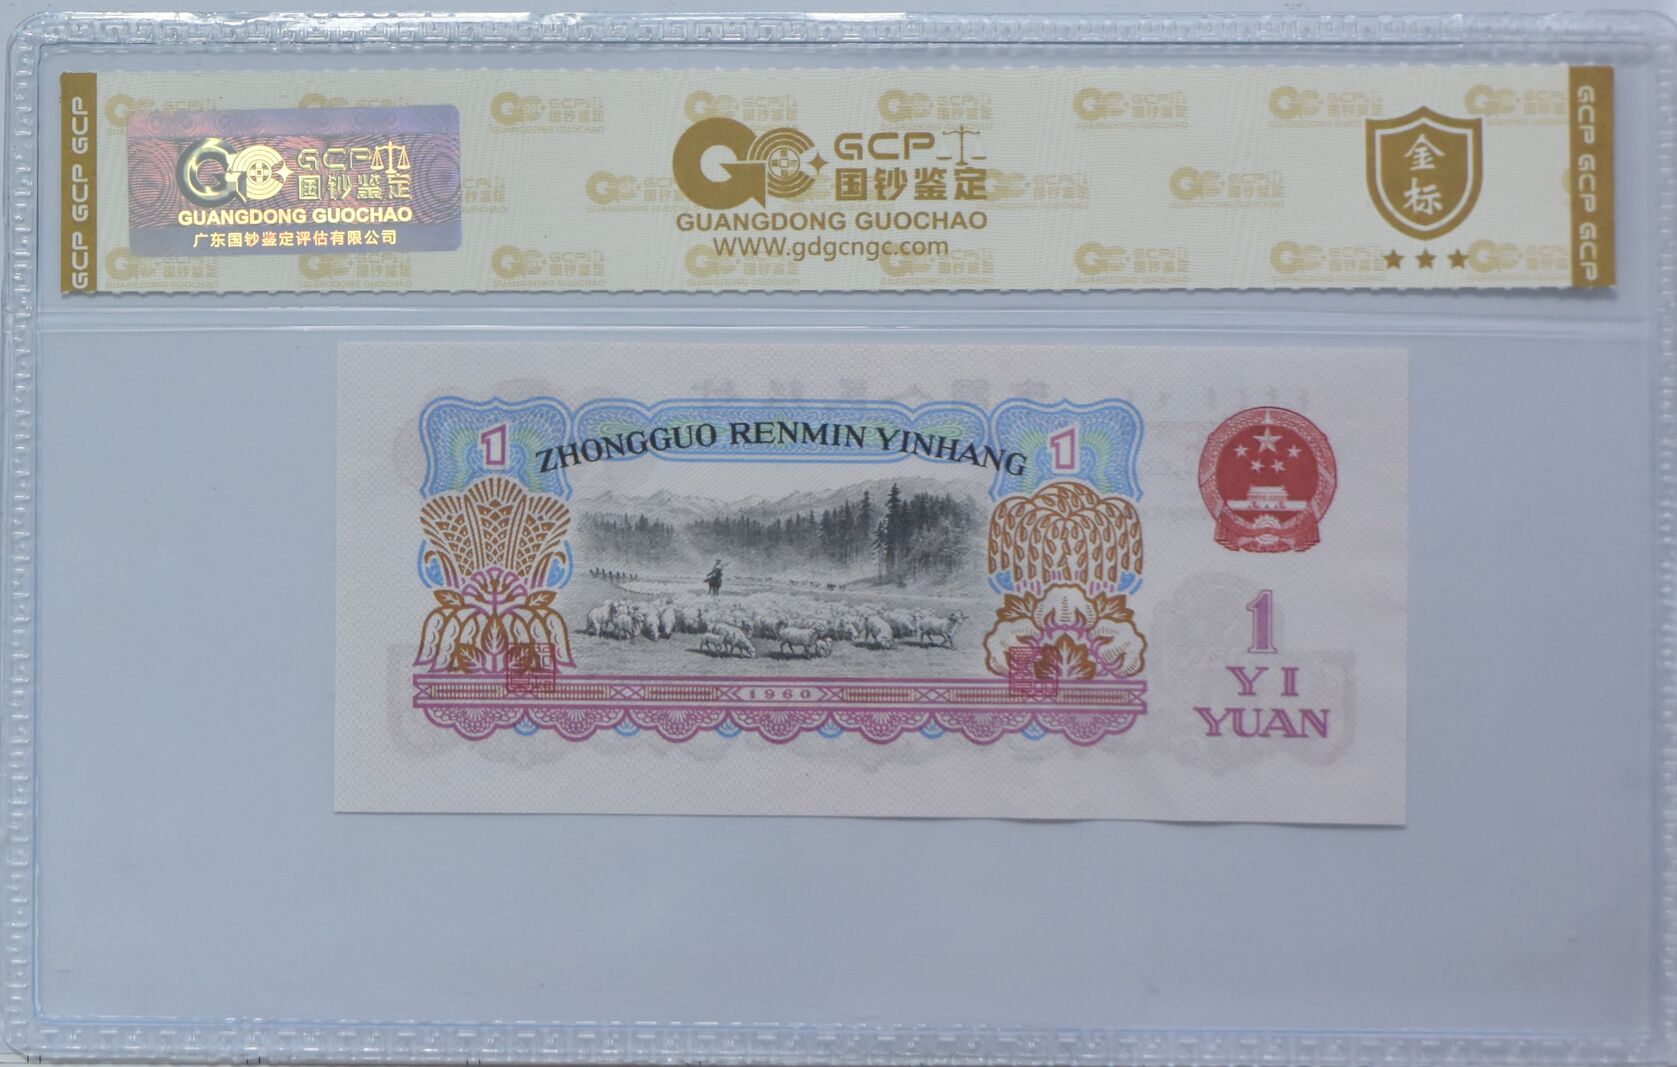 GCP GCP GCP
GCP
国钞鉴定
GUANGDONG GUOCHAO
广东国钞鉴定评估有限公司
GCP
国钞鉴定
GUANGDONG GUOCHAO
WWW.gdgcngc.com
金
标
GCP GCP GCP
1
ZHONGGUO RENMIN YINHANG
1
1960
1
YI
YUAN